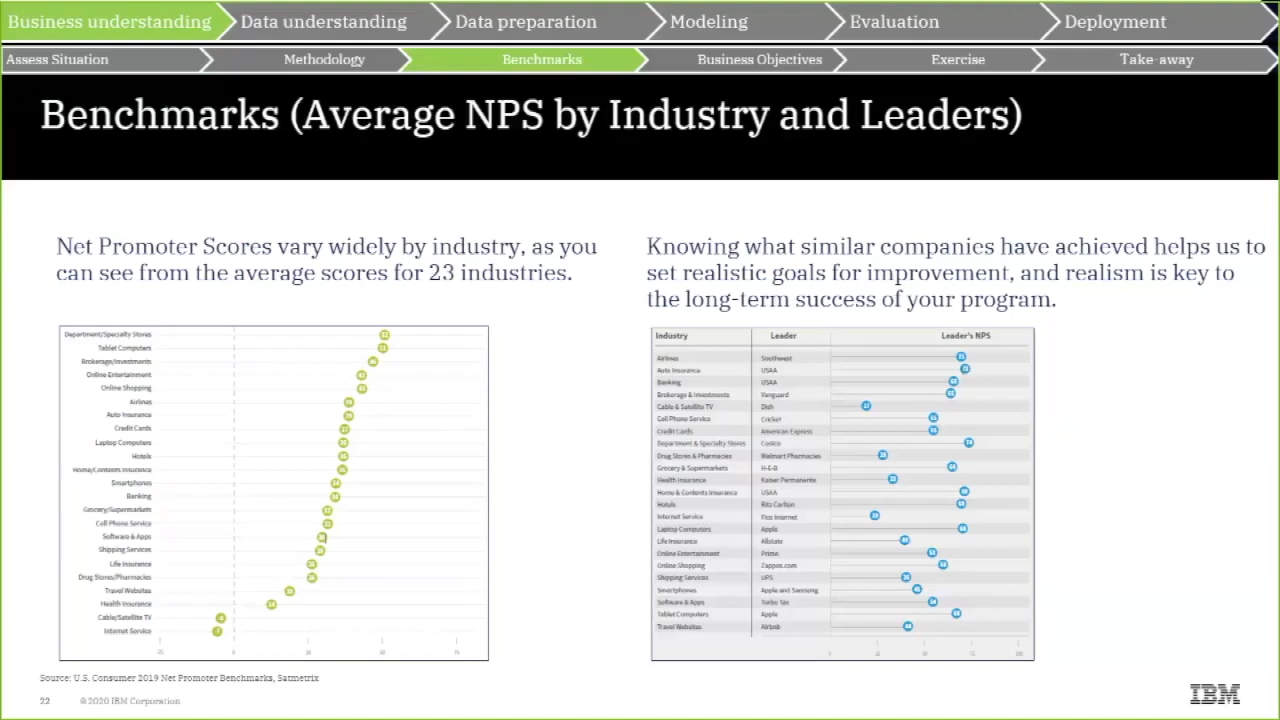 Business understanding Data understanding Data preparation Modeling Evaluation Deployment
Assess Situation Methodology Benchmarks Business Objectives Exercise Take-away
Benchmarks (Average NPS by Industry and Leaders)
Net Promoter Scores vary widely by industry, as you
can see from the average scores for 23 industries.
Department/Specialty Stores
Tablet Computers
Brokerage/Investments
Online Entertainment
Online Shopping
Airlines
Auto Insurance
Credit Cards
Laptop Computers
Hotels
Home/Contents Insurance
Smartphones
Banking
Grocery/Supermarkets
Cell Phone Service
Software & Apps
Shipping Services
Life Insurance
Drug Stores/Pharmacies
Travel Websites
Health Insurance
Cable/Satellite TV
Internet Service
Knowing what similar companies have achieved helps us to
set realistic goals for improvement, and realism is key to
the long-term success of your program.
Industry Leader Leader's NPS
Airlines Southwest
Auto Insurance USAA
Banking USAA
Brokerage & Investments Vanguard
Cable & Satellite TV Dish
Cell Phone Service Cricket
Credit Cards American Express
Department & Specialty Stores Costco
Drug Stores & Pharmacies Walmart Pharmacies
Grocery & Supermarkets H-E-B
Health Insurance Kaiser Permanente
Home & Contents Insurance USAA
Hotels Ritz Carlton
Internet Service Fios Internet
Laptop Computers Apple
Life Insurance Allstate
Online Entertainment Prime
Online Shopping Zappos.com
Shipping Services UPS
Smartphones Apple and Samsung
Software & Apps Turbo Tax
Tablet Computers Apple
Travel Websites Airbnb
Source: U.S. Consumer 2019 Net Promoter Benchmarks, Satmetrix
22 ©2020 IBM Corporation
IBM